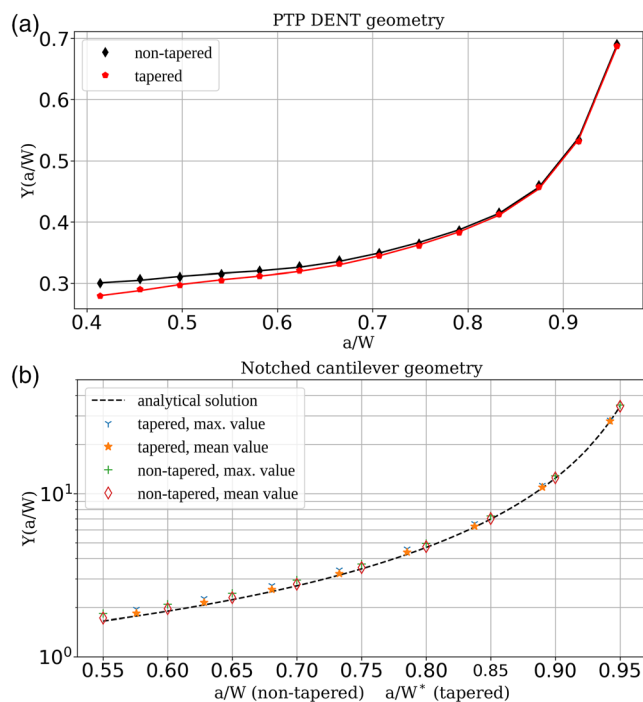 (a)
PTP DENT geometry
non-tapered
tapered
0.7
0.6
0.5
0.4
0.3
Y(a/W)
0.4 0.5 0.6 0.7 0.8 0.9
a/W
(b)
Notched cantilever geometry
analytical solution
tapered, max. value
tapered, mean value
non-tapered, max. value
non-tapered, mean value
10¹
10⁰
Y(a/W)
0.55 0.60 0.65 0.70 0.75 0.80 0.85 0.90 0.95
a/W (non-tapered) a/W* (tapered)